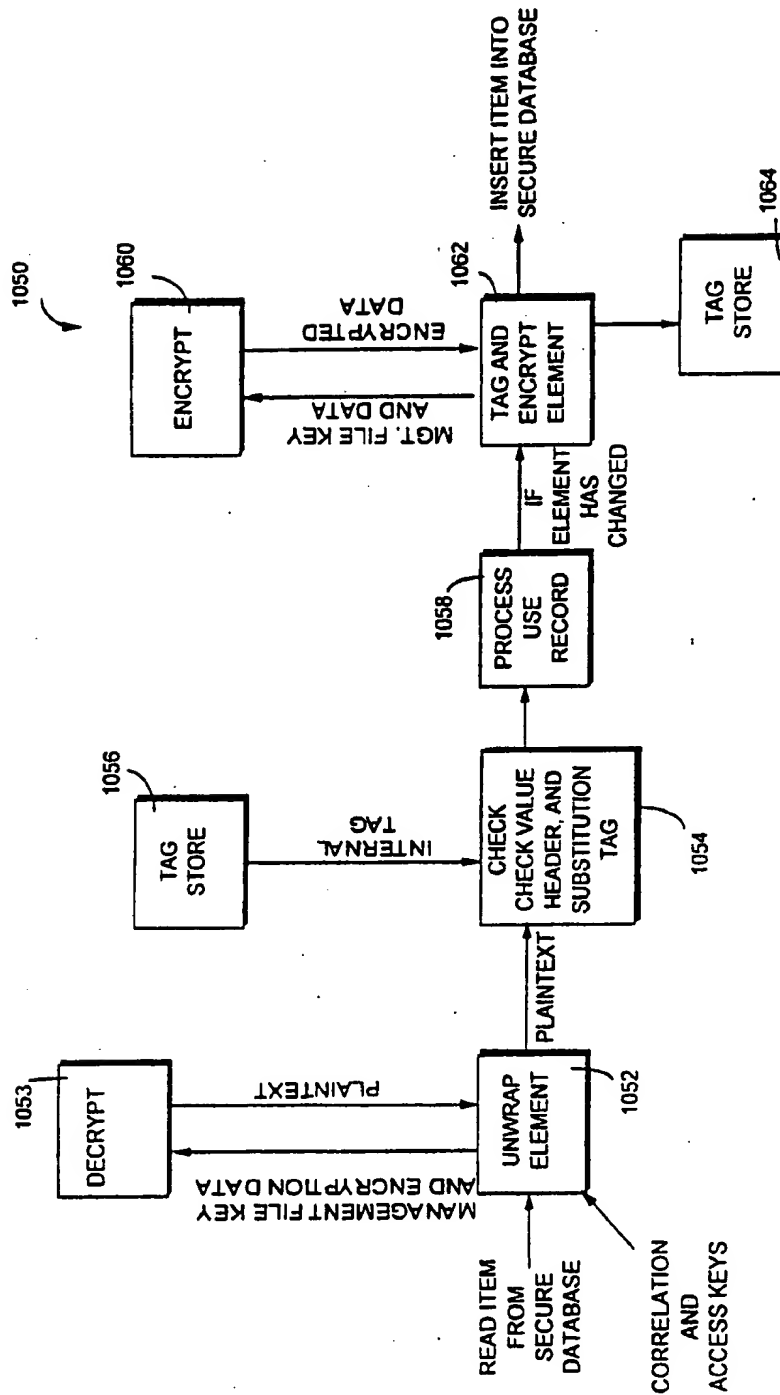 1050
1053
DECRYPT
MANAGEMENT FILE KEY
AND ENCRYPTION DATA
PLAINTEXT
READ ITEM
FROM
SECURE
DATABASE
UNWRAP
ELEMENT
1052
CORRELATION
AND
ACCESS KEYS
PLAINTEXT
1056
TAG
STORE
INTERNAL
TAG
CHECK
CHECK VALUE
HEADER, AND
SUBSTITUTION
TAG
1054
1058
PROCESS
USE
RECORD
IF
ELEMENT
HAS
CHANGED
1060
ENCRYPT
MGT. FILE KEY
AND DATA
ENCRYPTED
DATA
1062
TAG AND
ENCRYPT
ELEMENT
INSERT ITEM INTO
SECURE DATABASE
TAG
STORE
1064